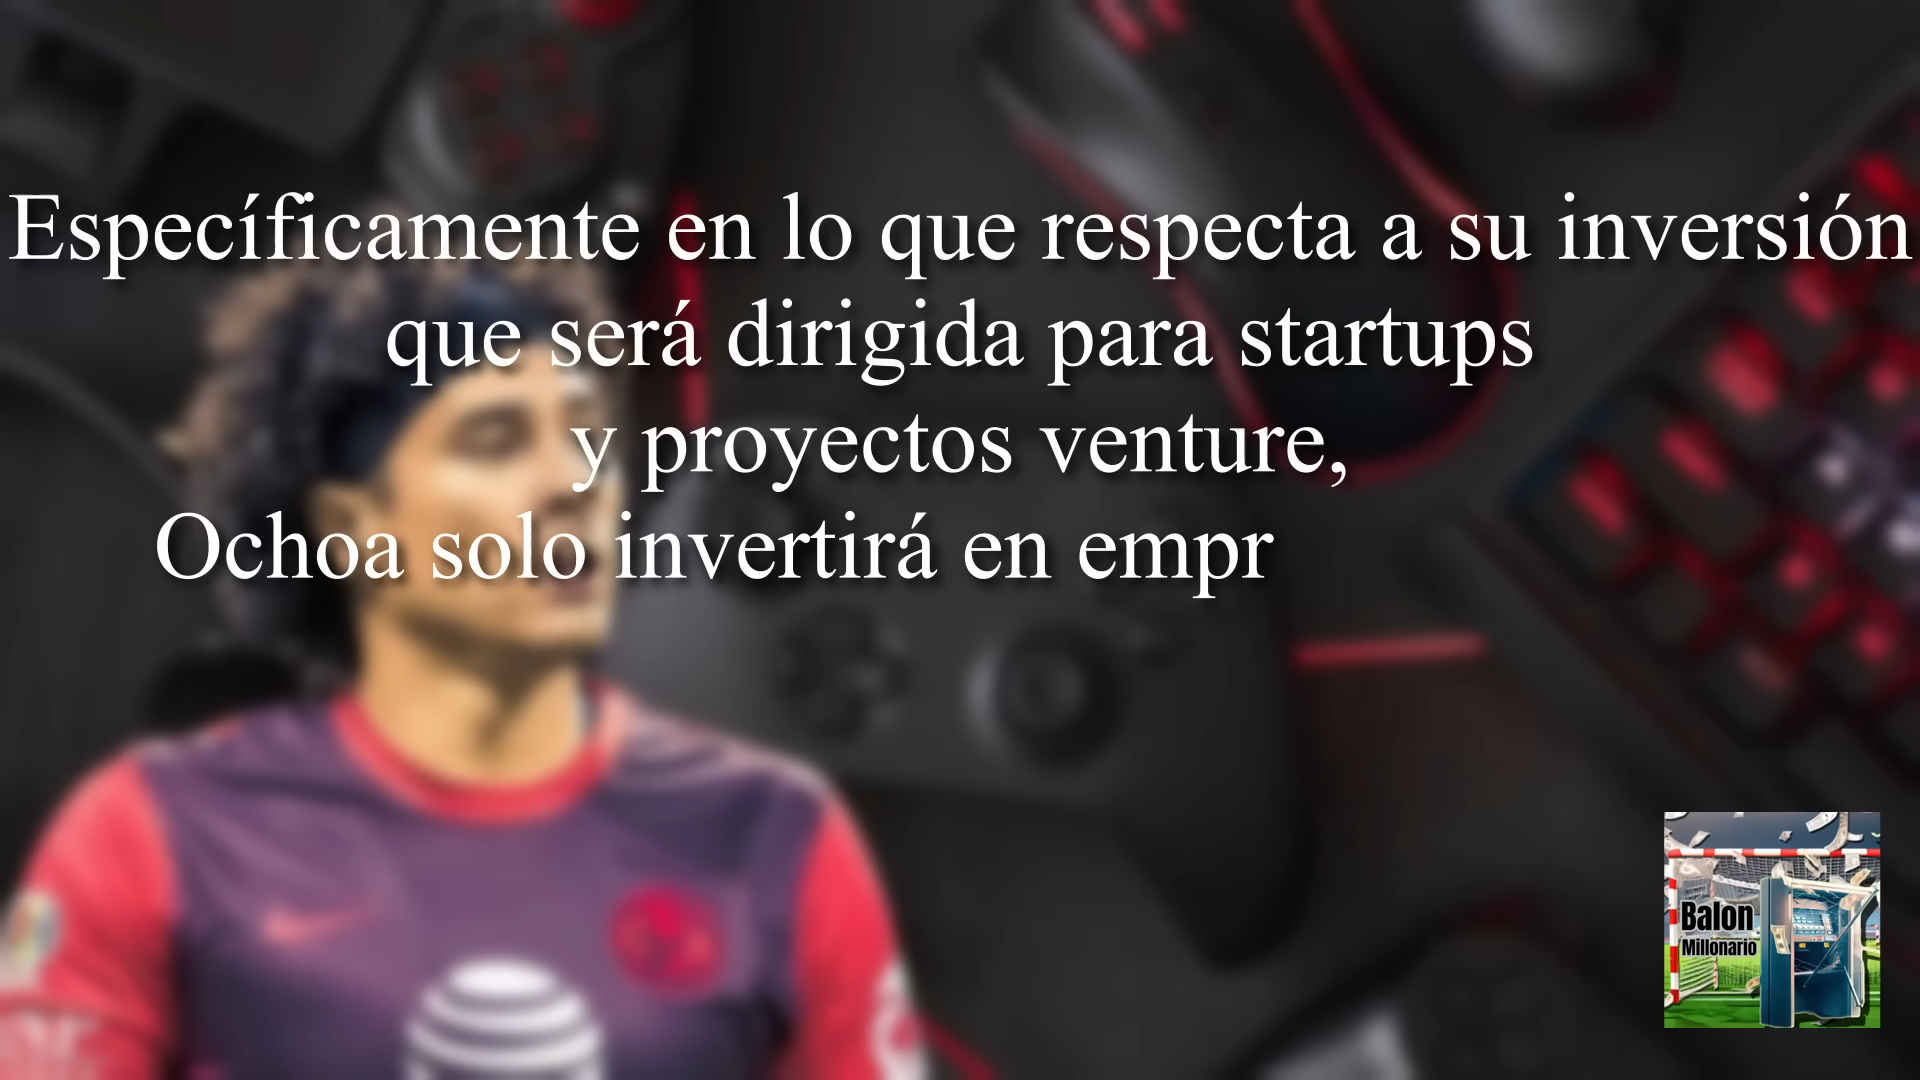 Específicamente en lo que respecta a su inversión
que será dirigida para startups
y proyectos venture,
Ochoa solo invertirá en empr
Balon
Millonario